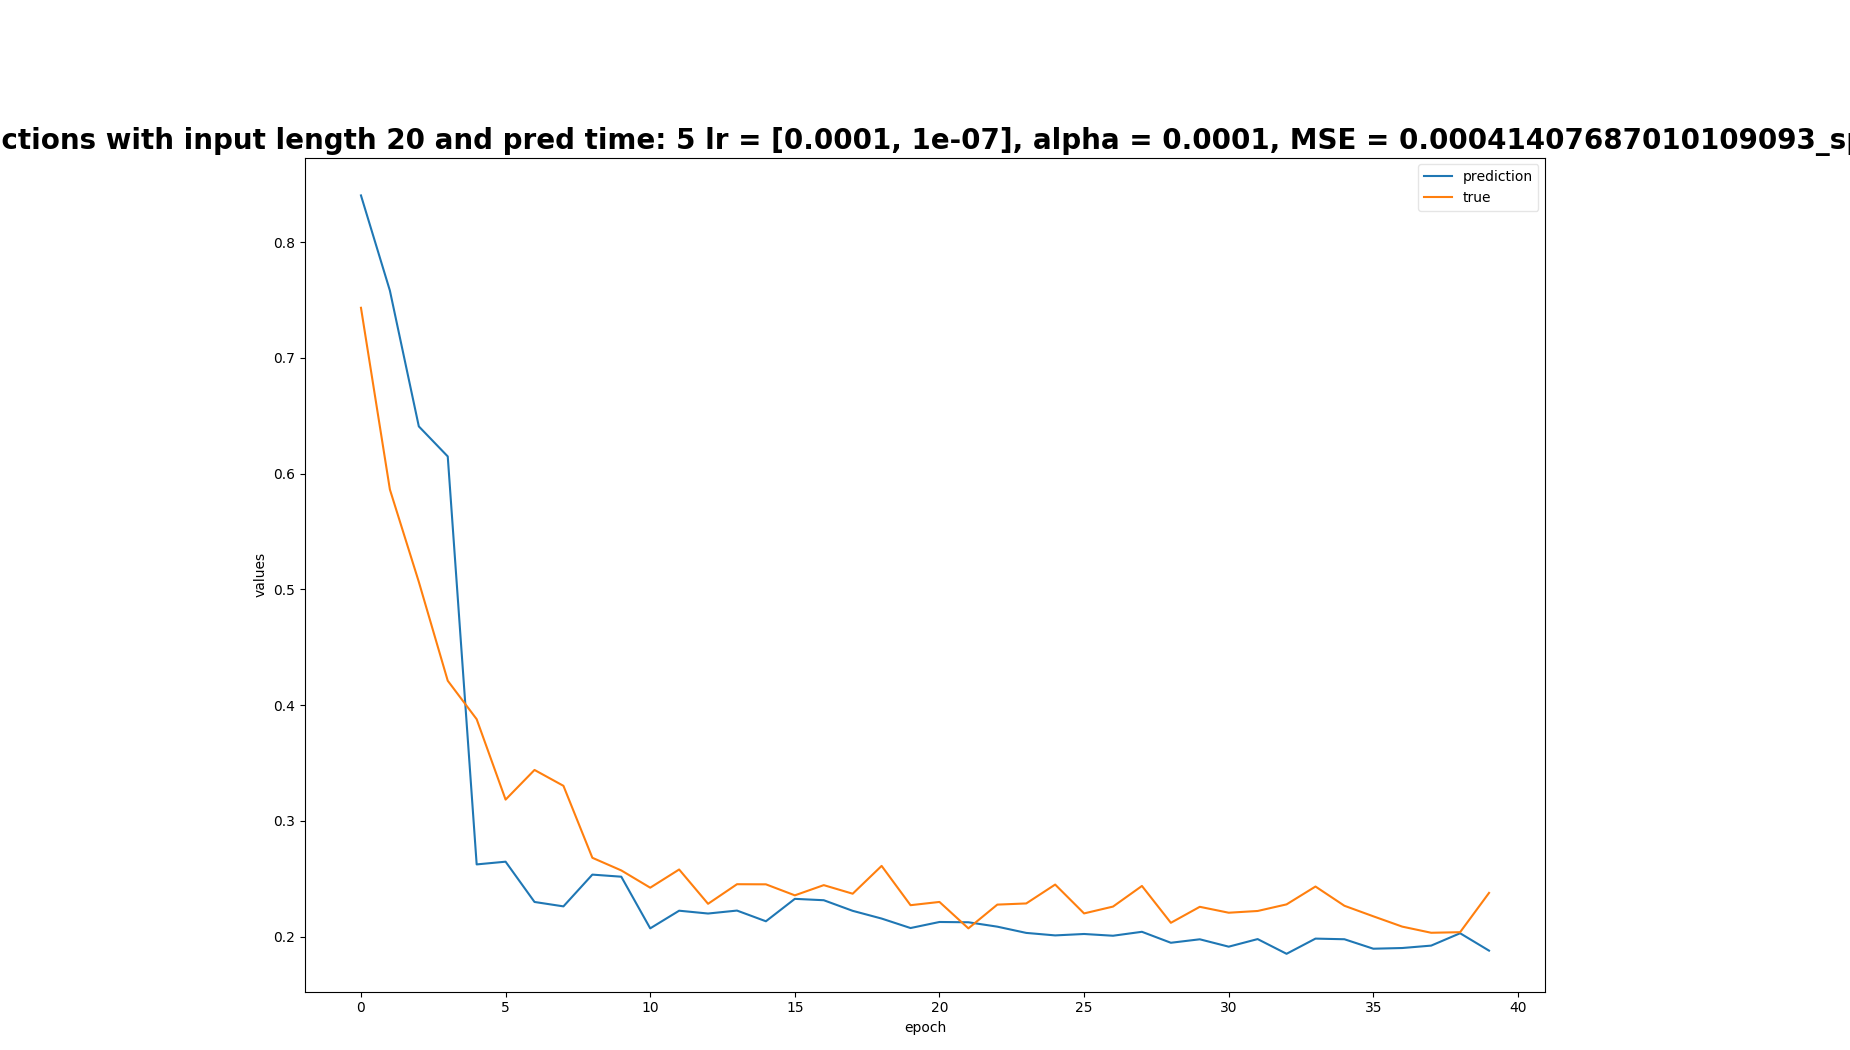 ctions with input length 20 and pred time: 5 lr = [0.0001, 1e-07], alpha = 0.0001, MSE = 0.00041407687010109093_sp
prediction
true
0.8
0.7
0.6
0.5
0.4
0.3
0.2
values
0 5 10 15 20 25 30 35 40
epoch